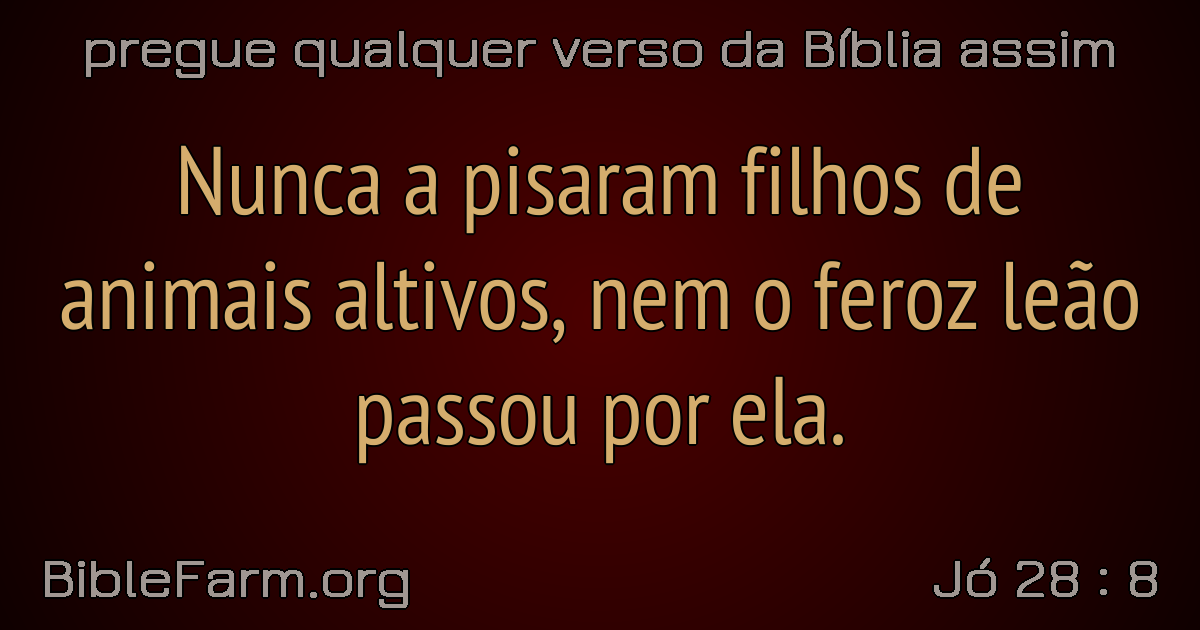 pregue qualquer verso da Bíblia assim
Nunca a pisaram filhos de
animais altivos, nem o feroz leão
passou por ela.
BibleFarm.org
Jó 28 : 8